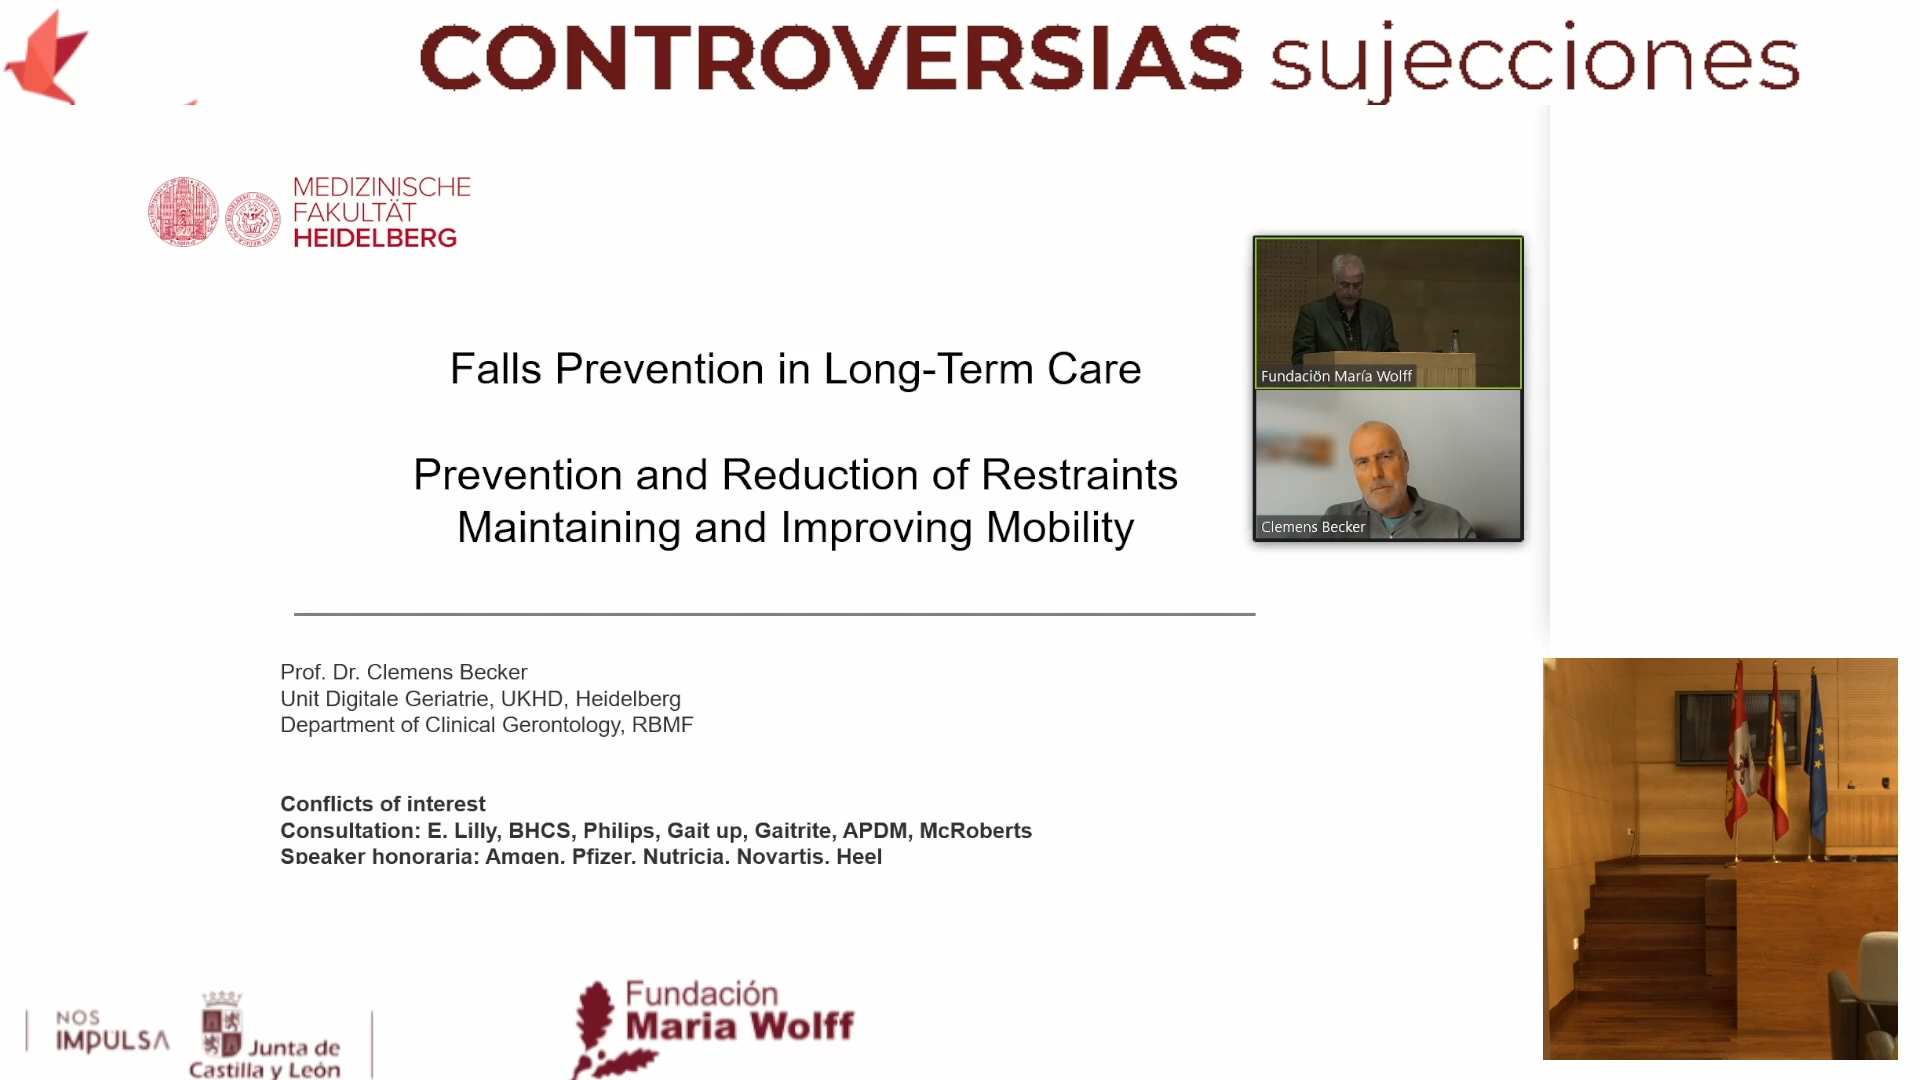 CONTROVERSIAS sujecciones
MEDIZINISCHE
FAKULTÄT
HEIDELBERG
Falls Prevention in Long-Term Care
Prevention and Reduction of Restraints
Maintaining and Improving Mobility
Fundaciön María Wolff
Clemens Becker
Prof. Dr. Clemens Becker
Unit Digitale Geriatrie, UKHD, Heidelberg
Department of Clinical Gerontology, RBMF
Conflicts of interest
Consultation: E. Lilly, BHCS, Philips, Gait up, Gaitrite, APDM, McRoberts
Speaker honoraria: Amgen, Pfizer, Nutricia, Novartis, Heel
NOS
IMPULSA
Junta de
Castilla y León
Fundación
Maria Wolff